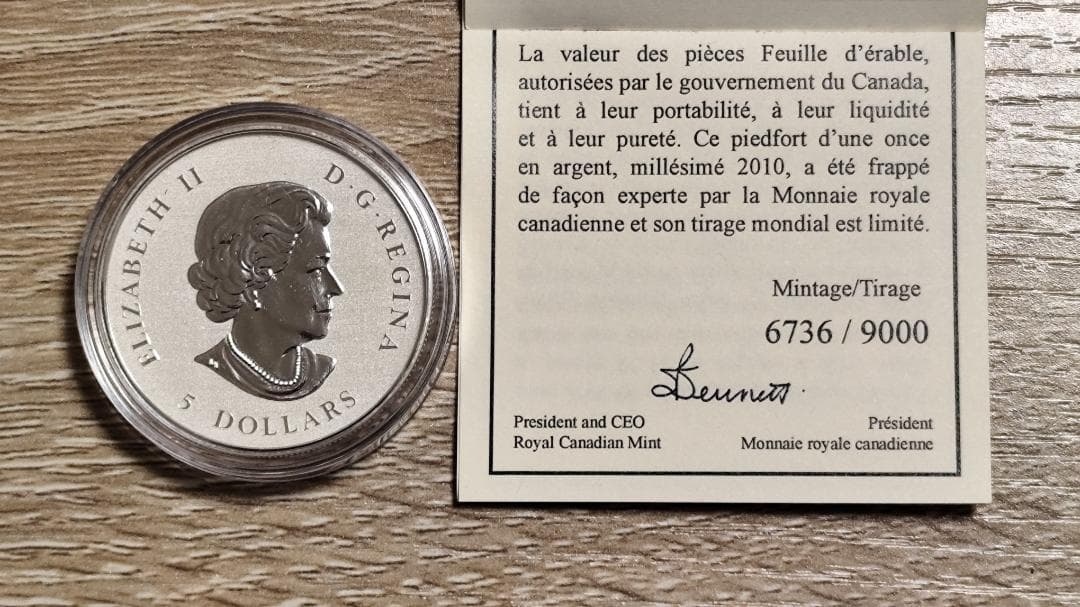 ELIZABETH II D·G·REGINA
5 DOLLARS
La valeur des pièces Feuille d'érable,
autorisées par le gouvernement du Canada,
tient à leur portabilité, à leur liquidité
et à leur pureté. Ce piedfort d'une once
en argent, millésimé 2010, a été frappé
de façon experte par la Monnaie royale
canadienne et son tirage mondial est limité.
Mintage/Tirage
6736 / 9000
President and CEO
Royal Canadian Mint
Président
Monnaie royale canadienne